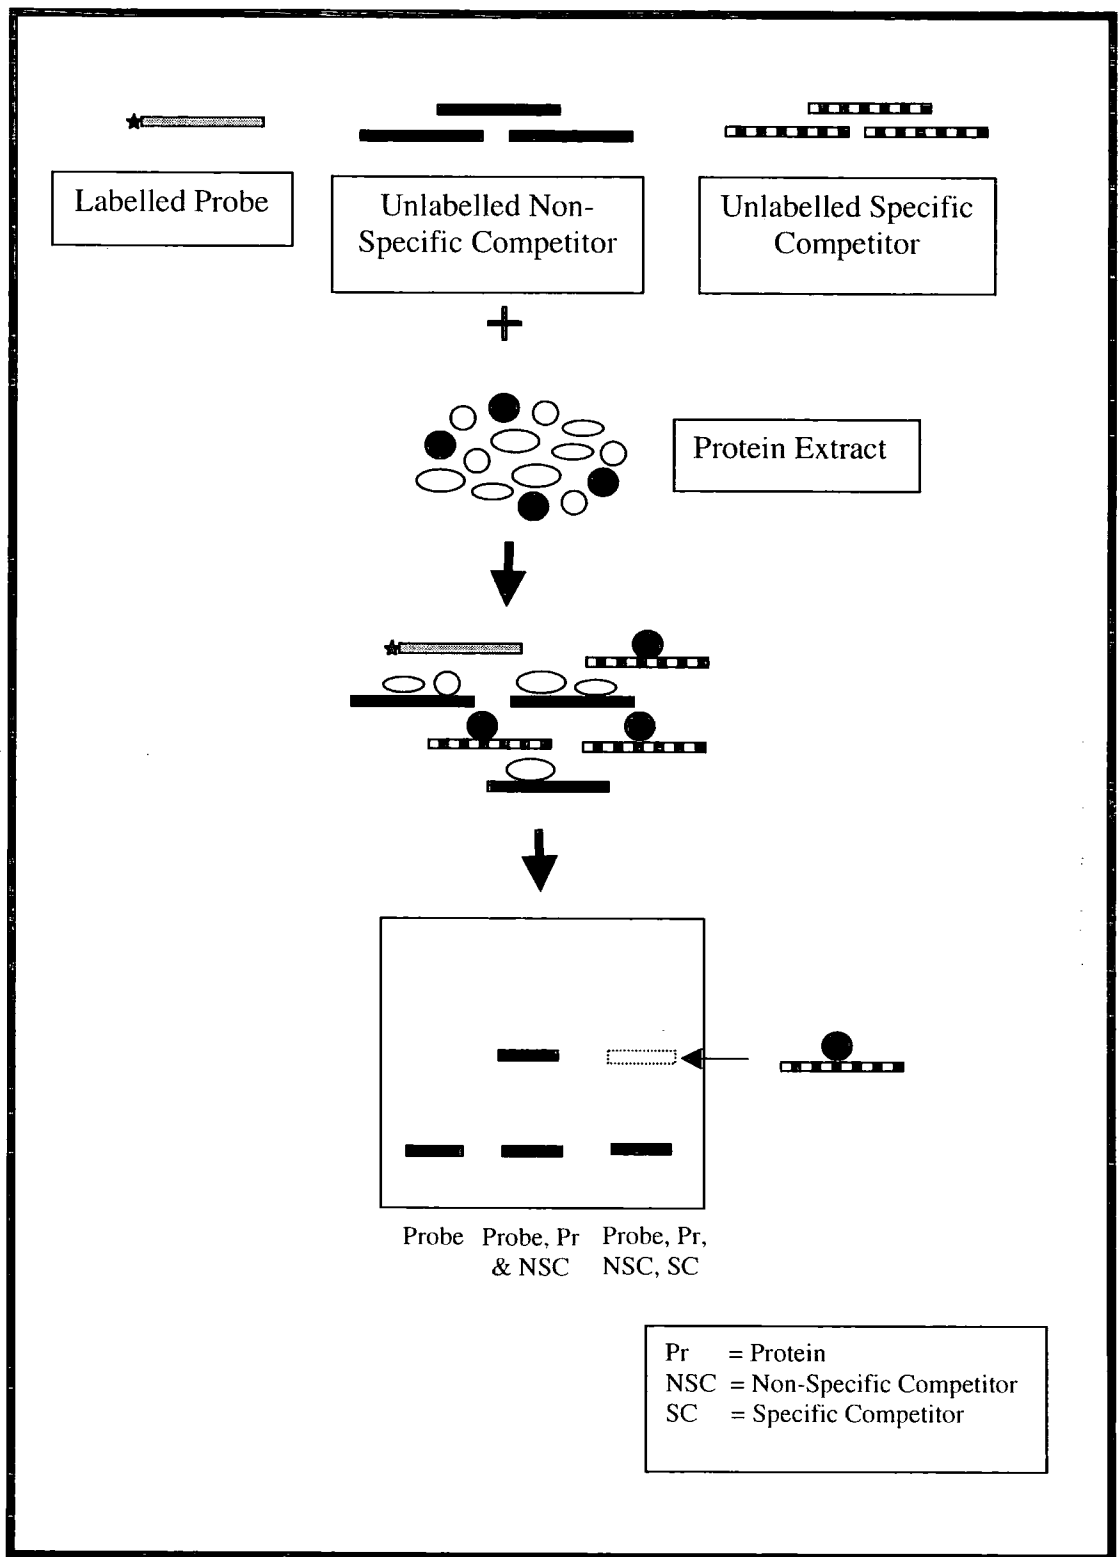 Labelled Probe
Unlabelled Non-
Specific Competitor
Unlabelled Specific
Competitor
+
Protein Extract
Probe
Probe, Pr
& NSC
Probe, Pr,
NSC, SC
Pr = Protein
NSC = Non-Specific Competitor
SC = Specific Competitor